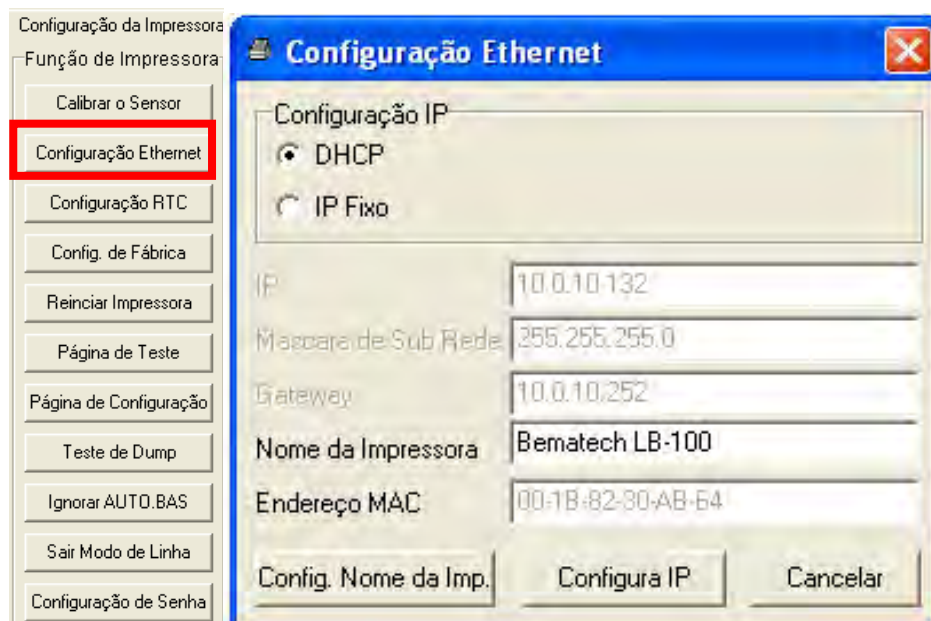 Configuração da Impressora
Função de Impressora
Calibrar o Sensor
Configuração Ethernet
Configuração RTC
Config. de Fábrica
Reinciar Impressora
Página de Teste
Página de Configuração
Teste de Dump
Ignorar AUTO.BAS
Sair Modo de Linha
Configuração de Senha
Configuração Ethernet
Configuração IP
DHCP
IP Fixo
IP 10.0.10.132
Mascara de Sub Rede 255.255.255.0
Gateway 10.0.10.252
Nome da Impressora Bematech LB-100
Endereço MAC 00-1B-82-30-AB-64
Config. Nome da Imp. Configura IP Cancelar